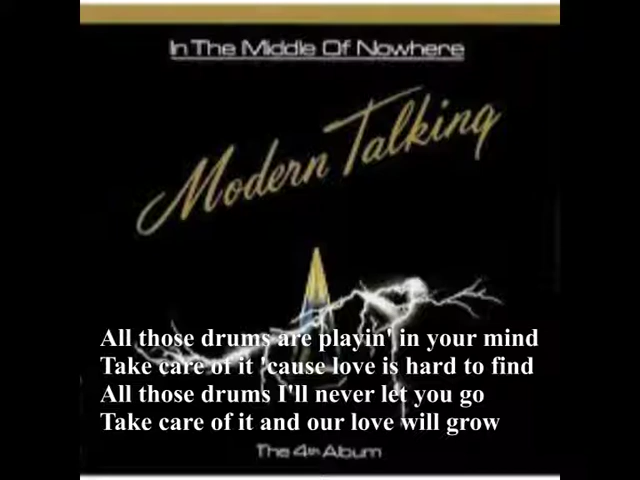 In The Middle Of Nowhere
Modern Talking
All those drums are playin' in your mind
Take care of it 'cause love is hard to find
All those drums I'll never let you go
Take care of it and our love will grow
The 4th Album